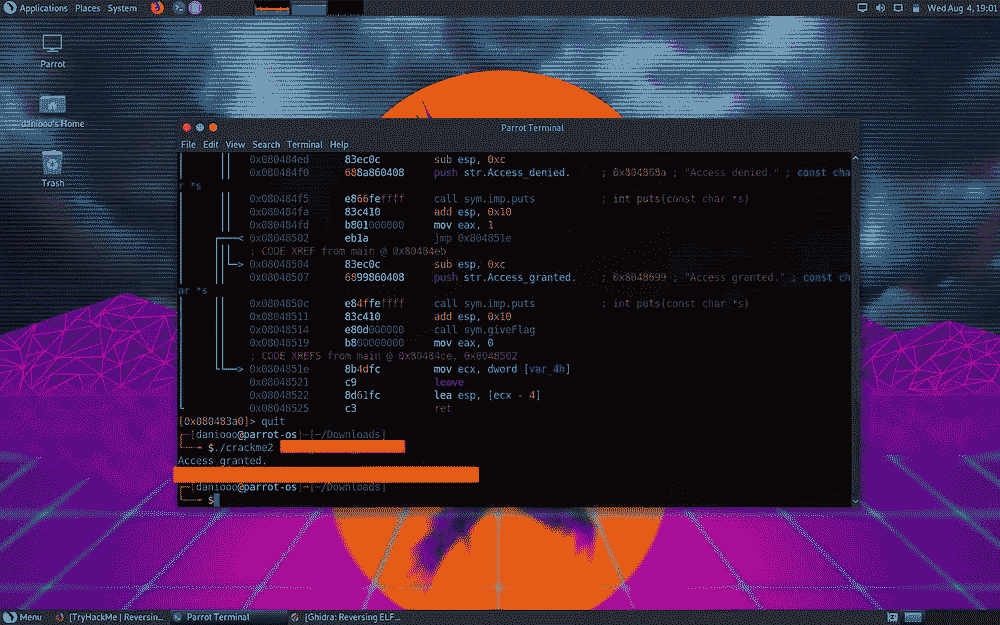 Applications Places System
Wed Aug 4, 19:01
Parrot
daniooo's Home
Trash
Parrot Terminal
File Edit View Search Terminal Help
0x080484ed 83ec0c sub esp, 0xc
0x080484f0 688a860408 push str.Access_denied. ; 0x804868a ; "Access denied." ; const cha
r *s
0x080484f5 e866feffff call sym.imp.puts ; int puts(const char *s)
0x080484fa 83c410 add esp, 0x10
0x080484fd b801000000 mov eax, 1
0x08048502 eb1a jmp 0x804851e
; CODE XREF from main @ 0x80484eb
0x08048504 83ec0c sub esp, 0xc
0x08048507 6899860408 push str.Access_granted. ; 0x8048699 ; "Access granted." ; const ch
ar *s
0x0804850c e84ffeffff call sym.imp.puts ; int puts(const char *s)
0x08048511 83c410 add esp, 0x10
0x08048514 e80d000000 call sym.giveFlag
0x08048519 b800000000 mov eax, 0
; CODE XREFS from main @ 0x80484ce, 0x8048502
0x0804851e 8b4dfc mov ecx, dword [var_4h]
0x08048521 c9 leave
0x08048522 8d61fc lea esp, [ecx - 4]
0x08048525 c3 ret
[0x080483a0]> quit
[daniooo@parrot-os]-[~/Downloads]
$./crackme2
Access granted.
[daniooo@parrot-os]-[~/Downloads]
$
Menu [TryHackMe | Reversin... Parrot Terminal [Ghidra: Reversing ELF...